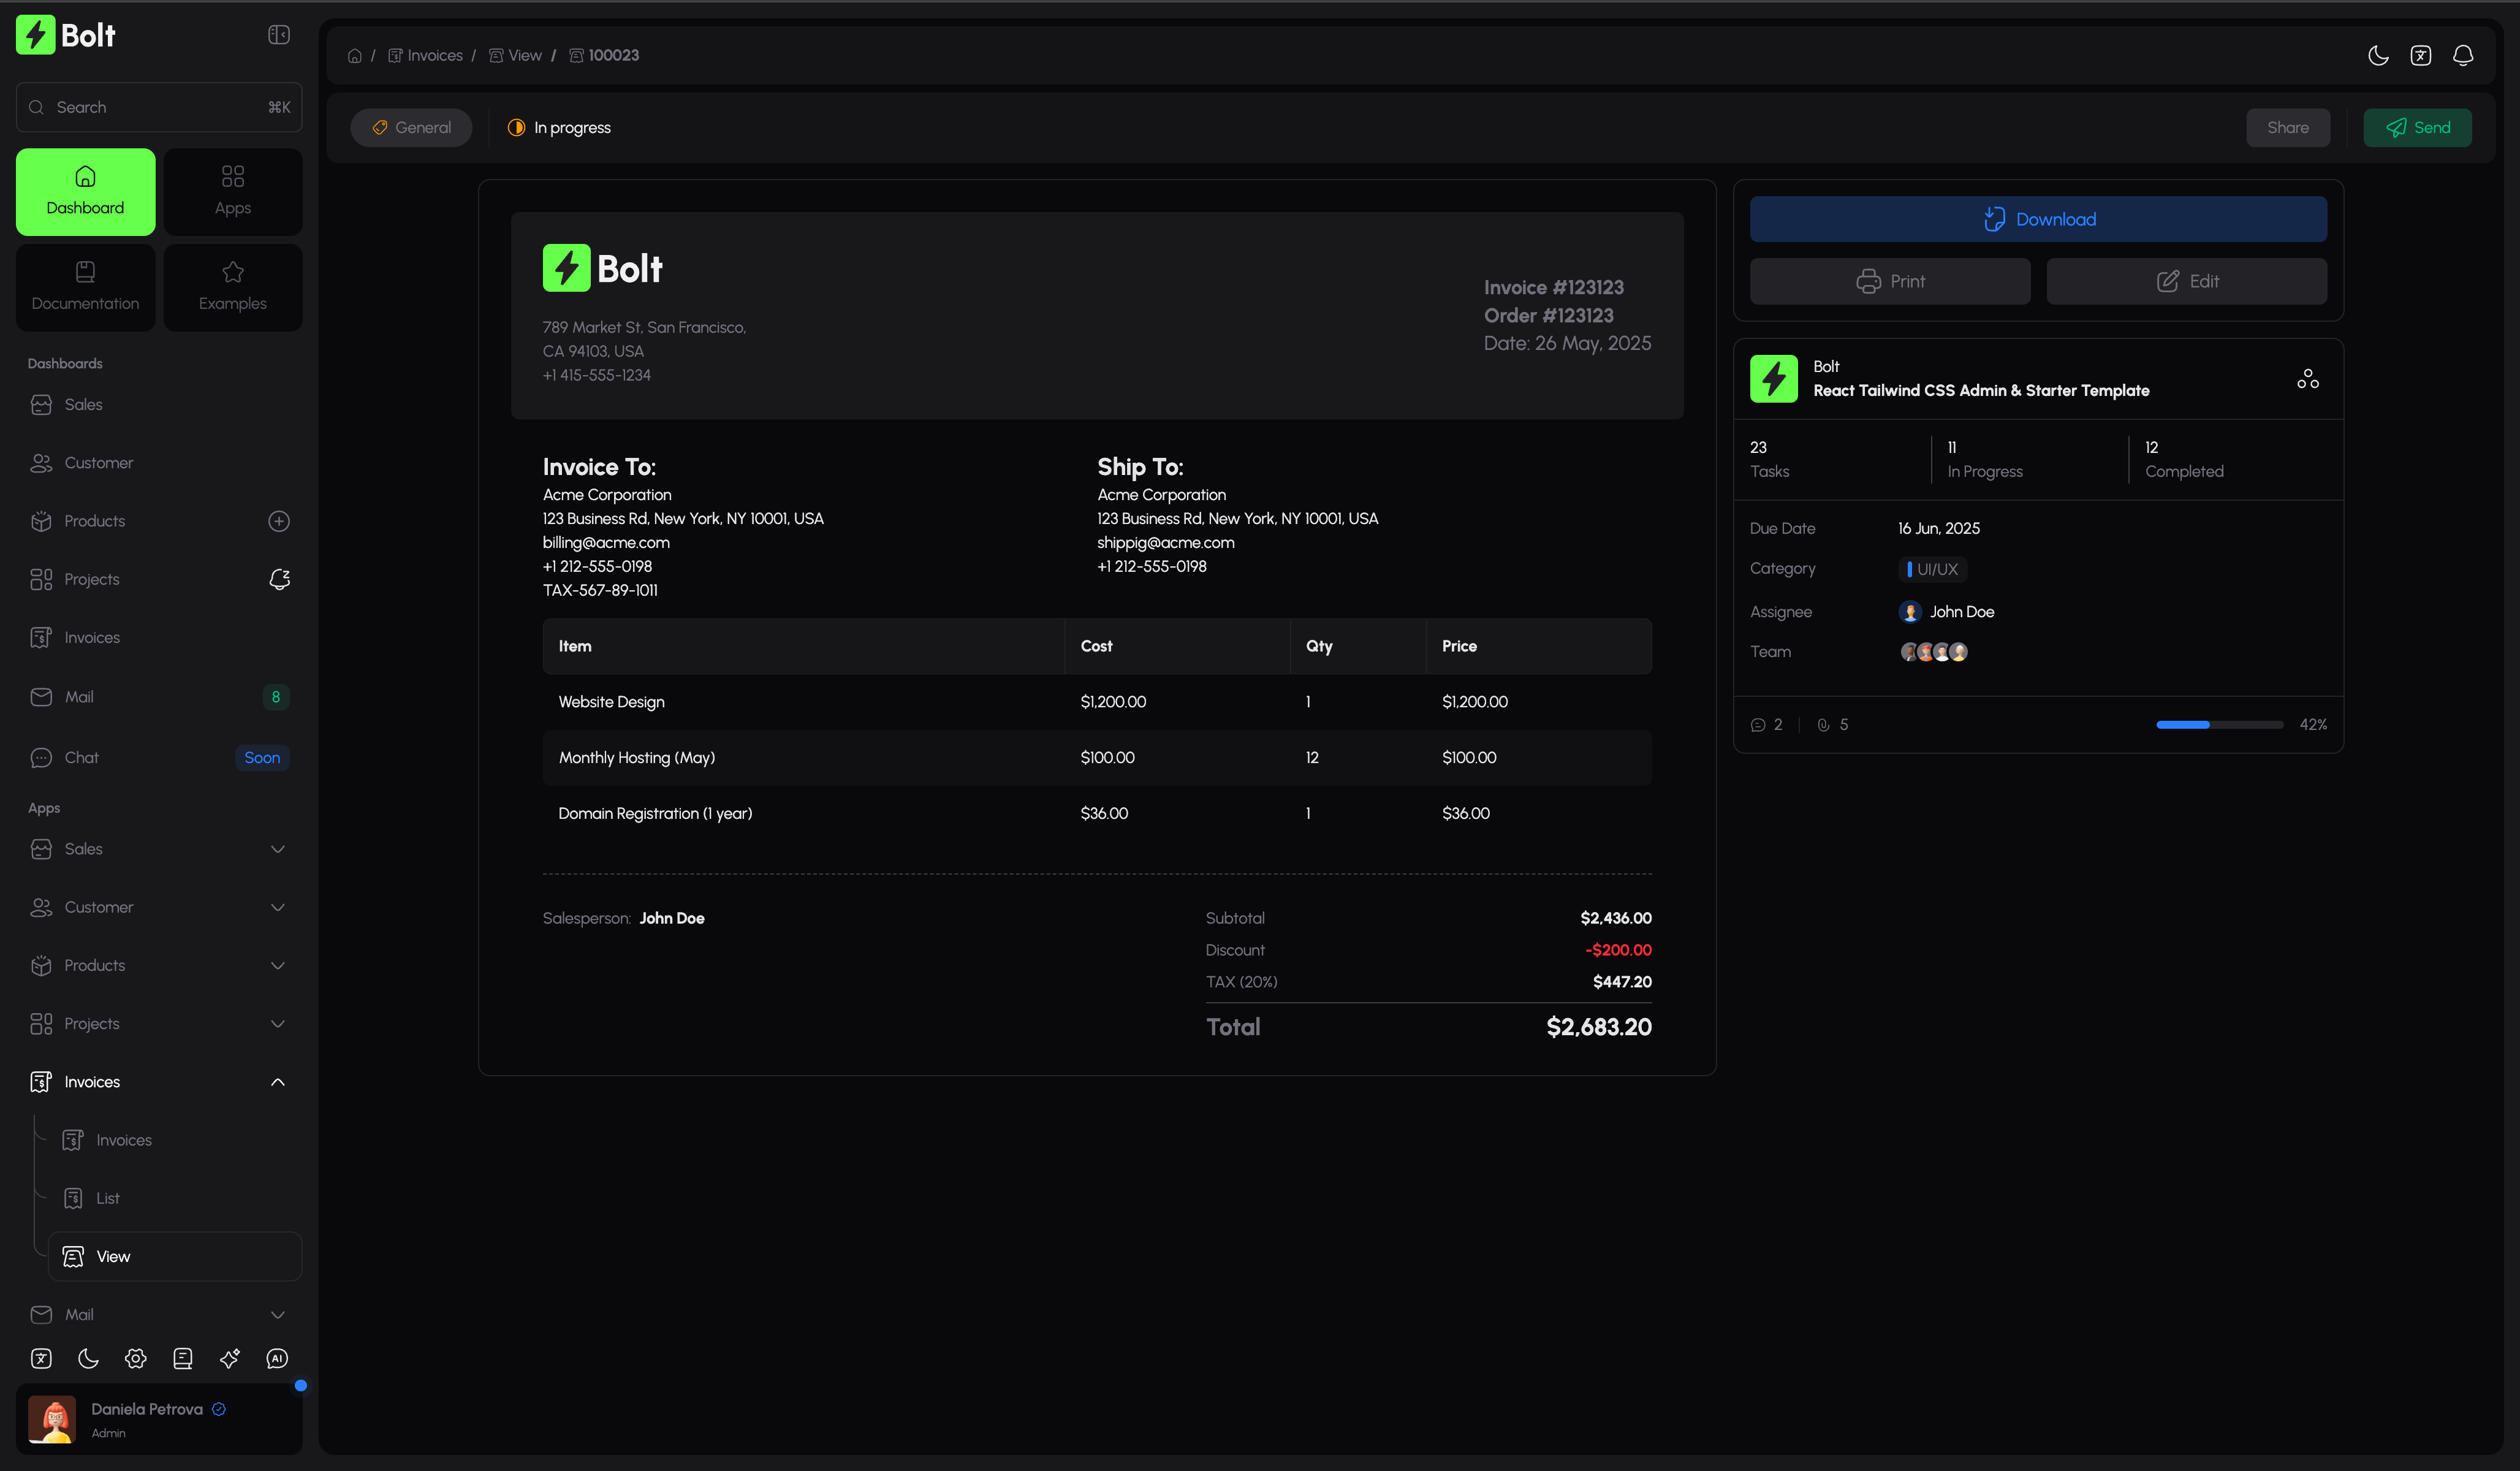 Bolt
Search ⌘K
Dashboard
Apps
Documentation
Examples
Dashboards
Sales
Customer
Products
Projects
Invoices
Mail 8
Chat Soon
Apps
Sales
Customer
Products
Projects
Invoices
Invoices
List
View
Mail
AI
Daniela Petrova
Admin
/ Invoices / View / 100023
General
In progress
Share
Send
Bolt
789 Market St, San Francisco,
CA 94103, USA
+1 415-555-1234
Invoice #123123
Order #123123
Date: 26 May, 2025
Invoice To:
Acme Corporation
123 Business Rd, New York, NY 10001, USA
billing@acme.com
+1 212-555-0198
TAX-567-89-1011
Ship To:
Acme Corporation
123 Business Rd, New York, NY 10001, USA
shippig@acme.com
+1 212-555-0198
Item Cost Qty Price
Website Design $1,200.00 1 $1,200.00
Monthly Hosting (May) $100.00 12 $100.00
Domain Registration (1 year) $36.00 1 $36.00
Salesperson: John Doe
Subtotal $2,436.00
Discount -$200.00
TAX (20%) $447.20
Total $2,683.20
Download
Print
Edit
Bolt
React Tailwind CSS Admin & Starter Template
23
Tasks
11
In Progress
12
Completed
Due Date 16 Jun, 2025
Category UI/UX
Assignee John Doe
Team
2 5 42%